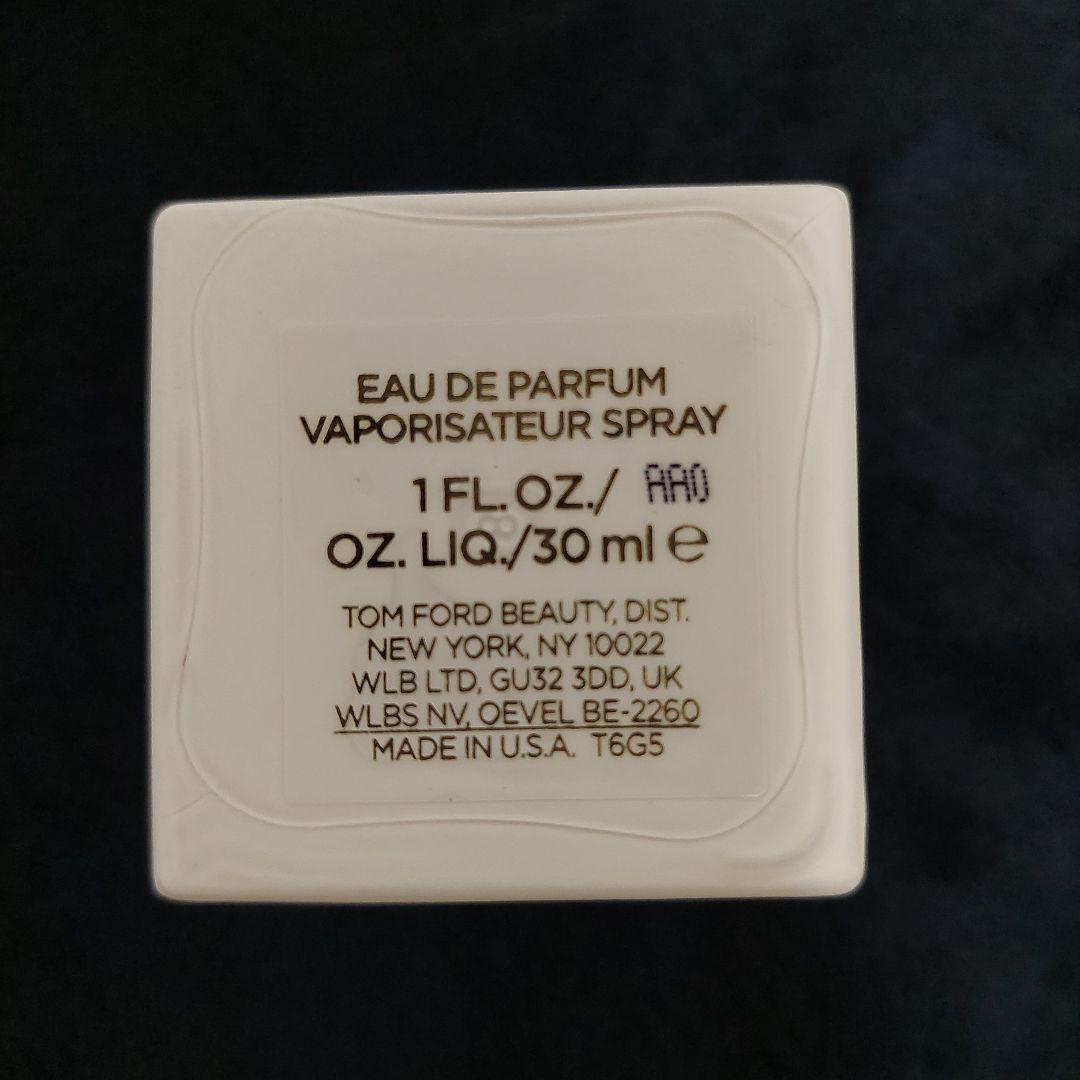 EAU DE PARFUM
VAPORISATEUR SPRAY
1 FL. OZ./ AA0
OZ. LIQ./30 ml ℮
TOM FORD BEAUTY, DIST.
NEW YORK, NY 10022
WLB LTD, GU32 3DD, UK
WLBS NV, OEVEL BE-2260
MADE IN U.S.A. T6G5